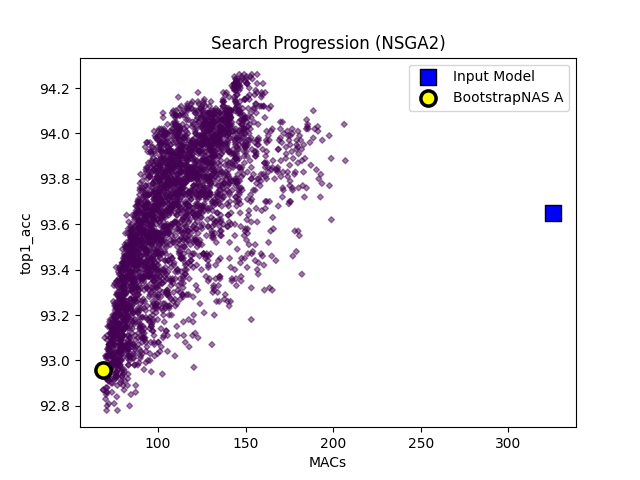 Search Progression (NSGA2)
Input Model
BootstrapNAS A
top1_acc
94.2
94.0
93.8
93.6
93.4
93.2
93.0
92.8
100
150
200
250
300
MACs